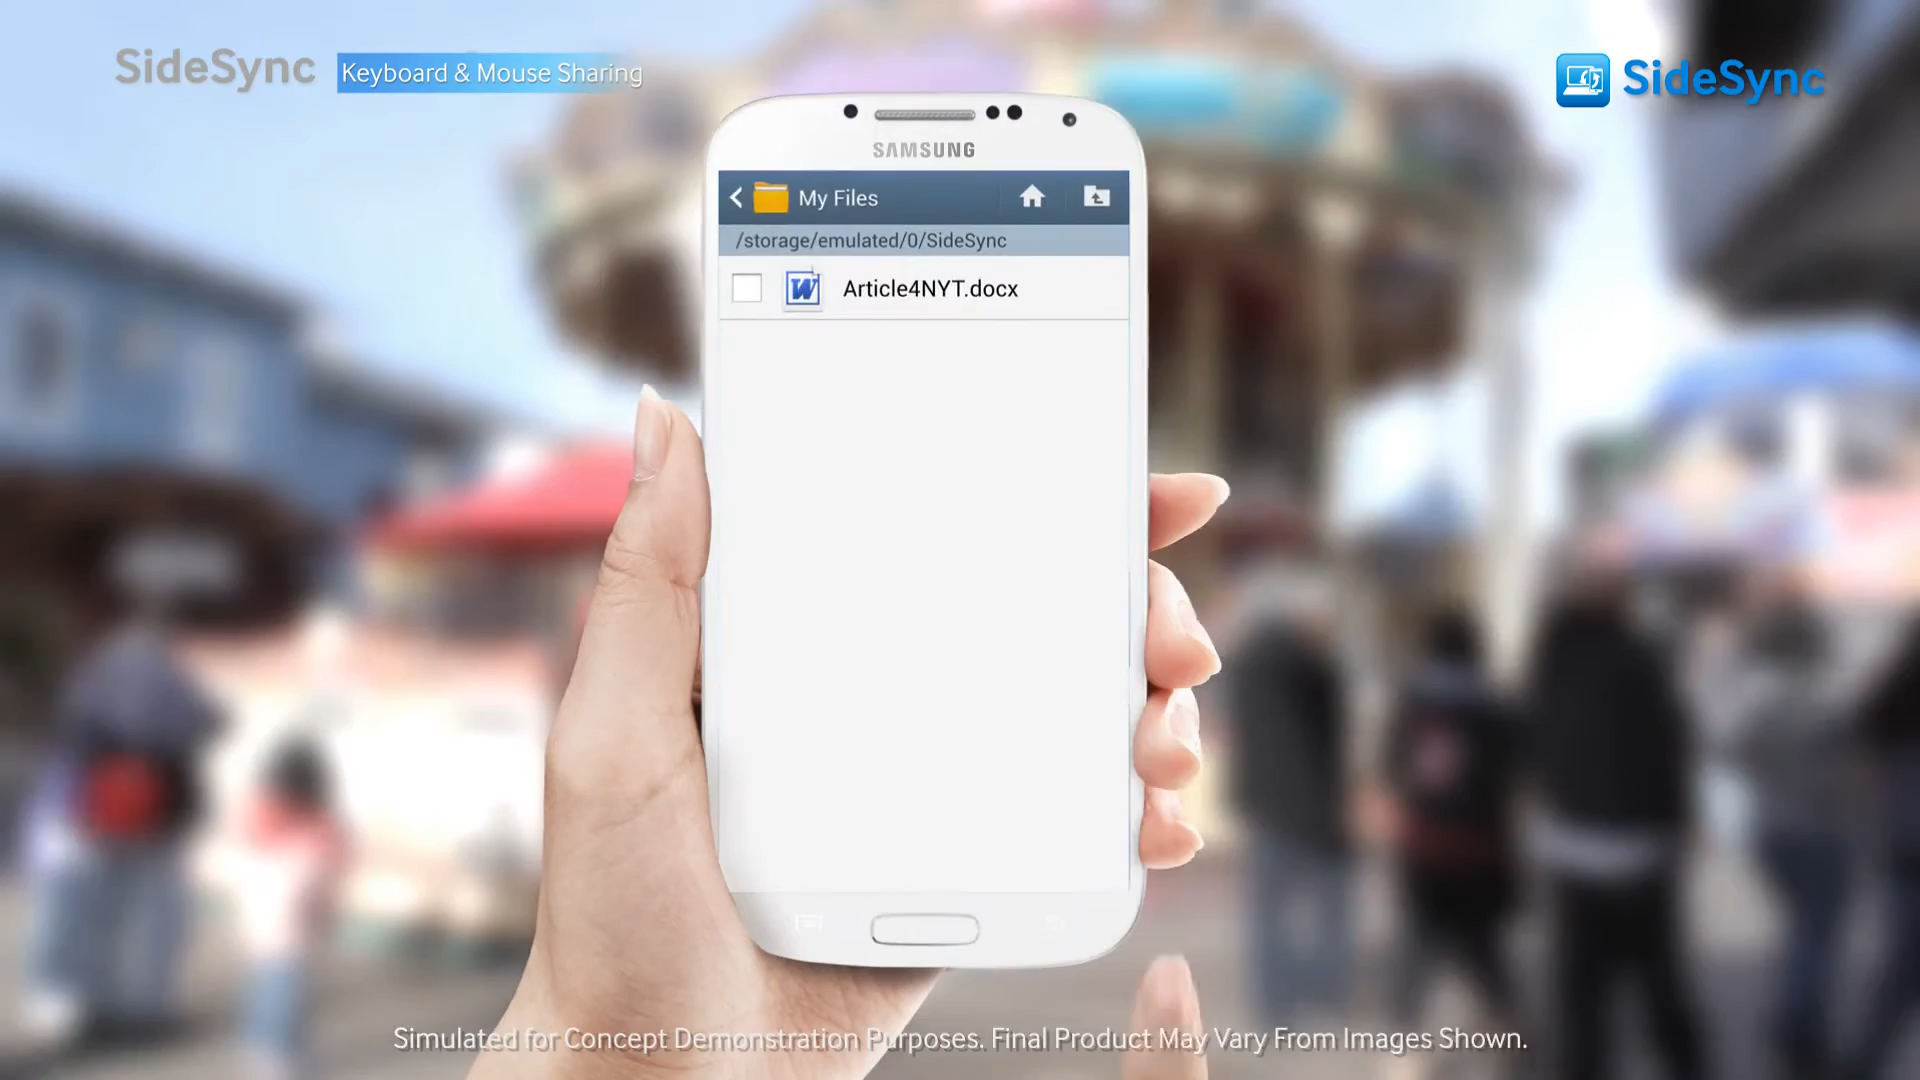 SideSync Keyboard & Mouse Sharing
SideSync
SAMSUNG
My Files
/storage/emulated/0/SideSync
Article4NYT.docx
Simulated for Concept Demonstration Purposes. Final Product May Vary From Images Shown.